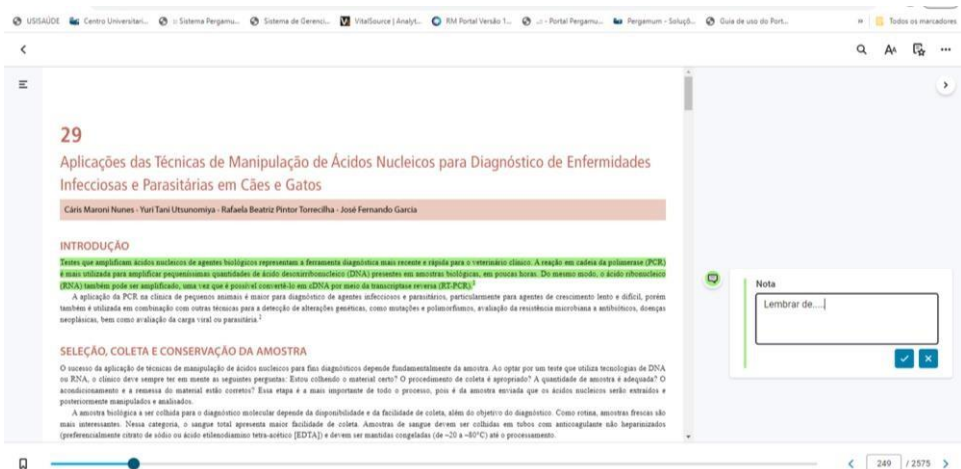 USISAÚDE Centro Universitari... :: Sistema Pergamu... Sistema de Gerenci... VitalSource | Analyt... RM Portal Versão 1... ..: - Portal Pergamu... Pergamum - Soluçõ... Guia de uso do Port... » Todos os marcadores
29
Aplicações das Técnicas de Manipulação de Ácidos Nucleicos para Diagnóstico de Enfermidades
Infecciosas e Parasitárias em Cães e Gatos
Cáris Maroni Nunes - Yuri Tani Utsunomiya - Rafaela Beatriz Pintor Torrecilha - José Fernando Garcia
INTRODUÇÃO
Testes que amplificam ácidos nucleicos de agentes biológicos representam a ferramenta diagnóstica mais recente e rápida para o veterinário clínico. A reação em cadeia da polimerase (PCR)
é mais utilizada para amplificar pequeníssimas quantidades de ácido desoxirribonucleico (DNA) presentes em amostras biológicas, em poucas horas. Do mesmo modo, o ácido ribonucleico
(RNA) também pode ser amplificado, uma vez que é possível convertê-lo em cDNA por meio da transcriptase reversa (RT-PCR).1
A aplicação da PCR na clínica de pequenos animais é maior para diagnóstico de agentes infecciosos e parasitários, particularmente para agentes de crescimento lento e difícil, porém
também é utilizada em combinação com outras técnicas para a detecção de alterações genéticas, como mutações e polimorfismos, avaliação da resistência microbiana a antibióticos, doenças
neoplásicas, bem como avaliação da carga viral ou parasitária.2
SELEÇÃO, COLETA E CONSERVAÇÃO DA AMOSTRA
O sucesso da aplicação de técnicas de manipulação de ácidos nucleicos para fins diagnósticos depende fundamentalmente da amostra. Ao optar por um teste que utiliza tecnologias de DNA
ou RNA, o clínico deve sempre ter em mente as seguintes perguntas: Estou colhendo o material certo? O procedimento de coleta é apropriado? A quantidade de amostra é adequada? O
acondicionamento e a remessa do material estão corretos? Essa etapa é a mais importante de todo o processo, pois é da amostra enviada que os ácidos nucleicos serão extraídos e
posteriormente manipulados e analisados.
A amostra biológica a ser colhida para o diagnóstico molecular depende da disponibilidade e da facilidade de coleta, além do objetivo do diagnóstico. Como rotina, amostras frescas são
mais interessantes. Nessa categoria, o sangue total apresenta maior facilidade de coleta. Amostras de sangue devem ser colhidas em tubos com anticoagulante não heparinizados
(preferencialmente citrato de sódio ou ácido etilenodiamino tetra-acético [EDTA]) e devem ser mantidas congeladas (de –20 a –80°C) até o processamento.
Nota
Lembrar de....
249 / 2575